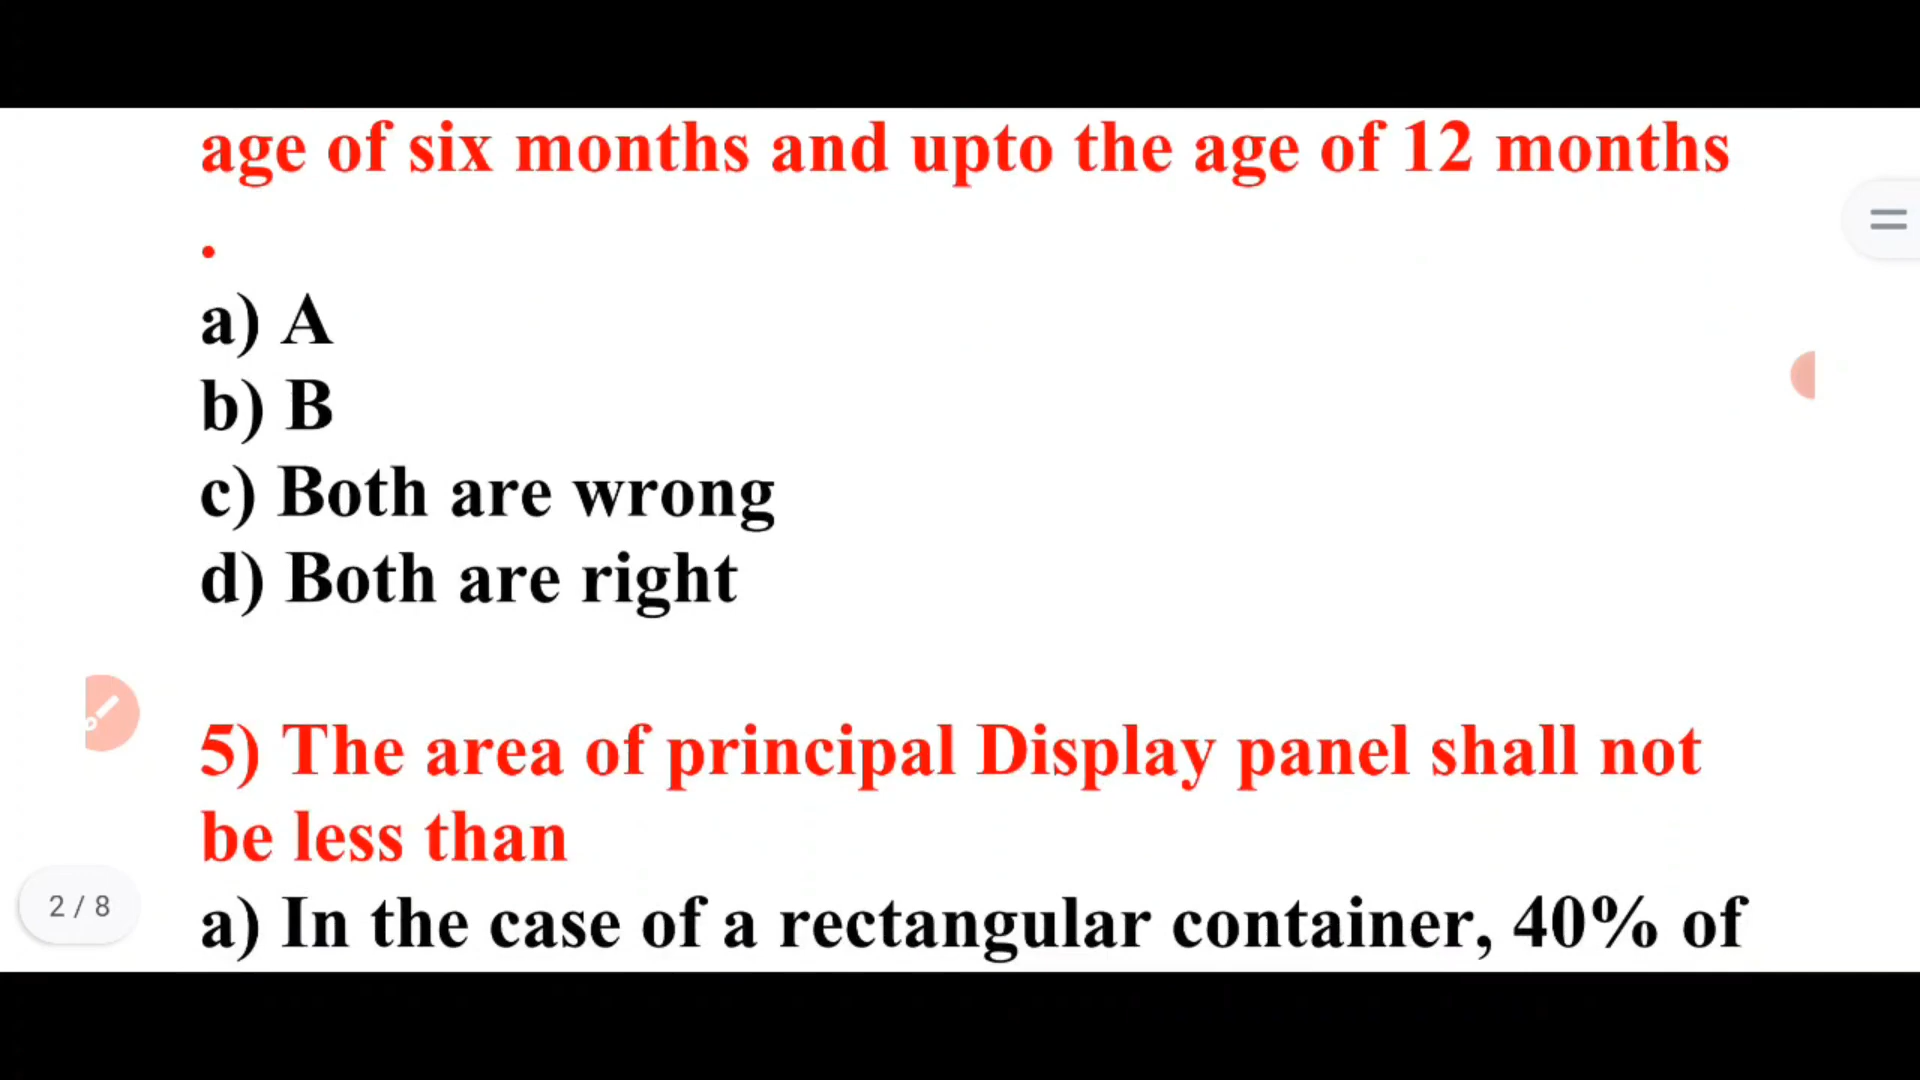 age of six months and upto the age of 12 months
.
a) A
b) B
c) Both are wrong
d) Both are right
5) The area of principal Display panel shall not
be less than
2 / 8
a) In the case of a rectangular container, 40% of